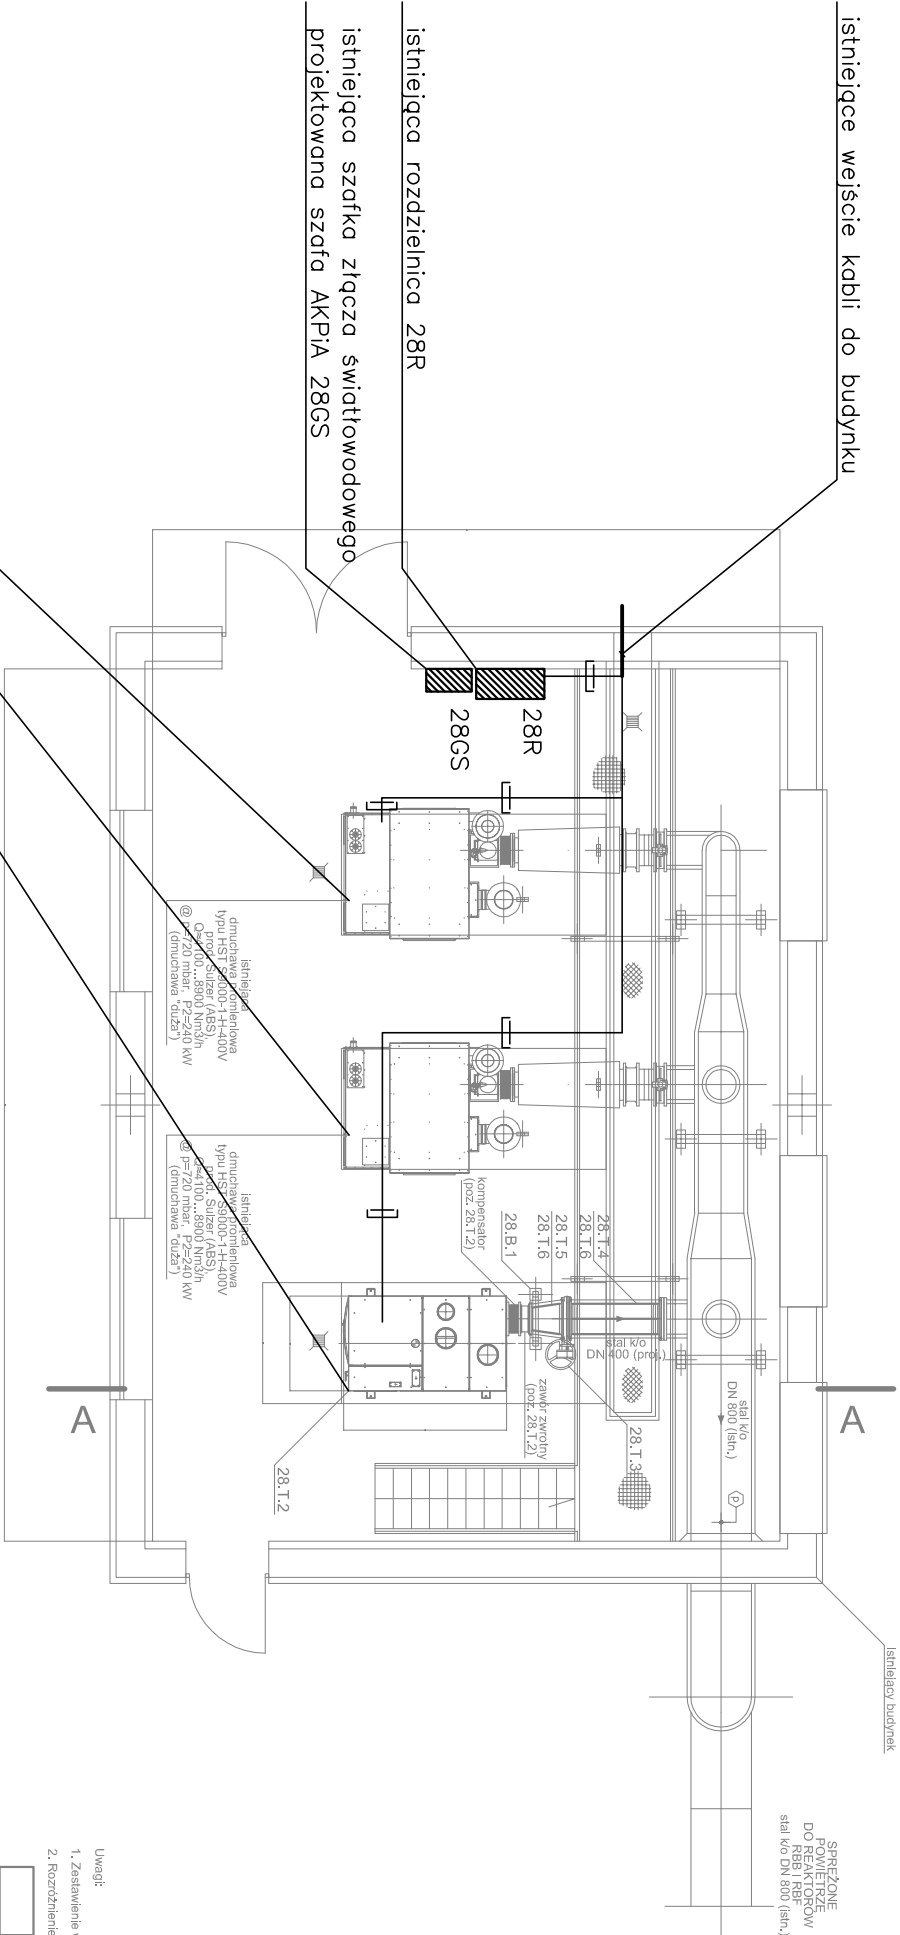 istniejące wejście kabli do budynku
istniejąca rozdzielnica 28R
istniejąca szafka złącza światłowodowego
projektowana szafa AKPiA 28GS
28R
28GS
istniejąca
dmuchawa promieniowa
typu HST S9000-1-H-400V
prod. Sulzer (ABS),
Q=4100...8900 Nm3/h
@ p=720 mbar, P2=240 kW
(dmuchawa "duża")
istniejąca
dmuchawa promieniowa
typu HST S9000-1-H-400V
prod. Sulzer (ABS),
Q=4100...8900 Nm3/h
@ p=720 mbar, P2=240 kW
(dmuchawa "duża")
kompensator
(poz. 28.T.2)
28.B.1
28.T.5
28.T.6
28.T.4
28.T.6
stal k/o
DN 400 (proj.)
zawór zwrotny
(poz. 28.T.2)
28.T.3
28.T.2
stal k/o
DN 800 (istn.)
P
A
A
istniejący budynek
SPRĘŻONE
POWIETRZE
DO REAKTORÓW
RBB I RBF
stal k/o DN 800 (istn.)
Uwagi:
1. Zestawienie
2. Rozróżnienie